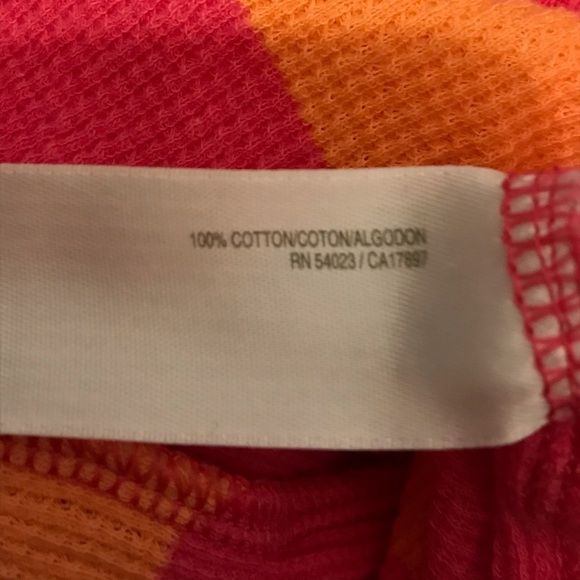 100% COTTON/COTON/ALGODON
RN 54023 / CA17897